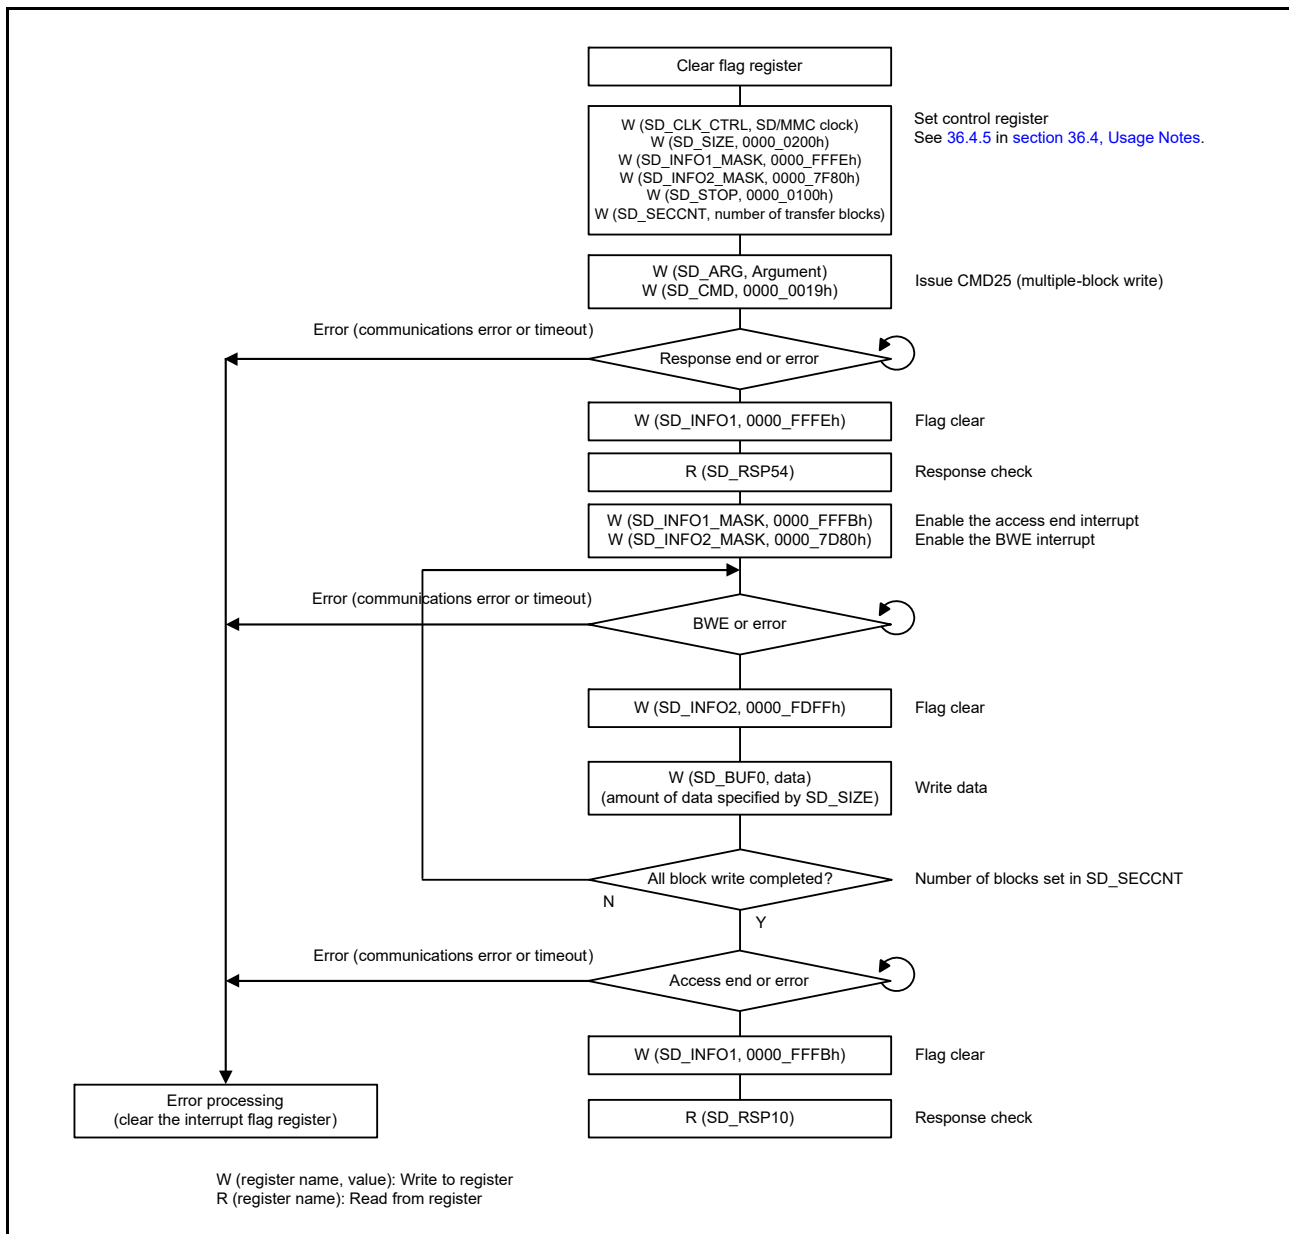 Clear flag register
W (SD_CLK_CTRL, SD/MMC clock)
W (SD_SIZE, 0000_0200h)
W (SD_INFO1_MASK, 0000_FFFEh)
W (SD_INFO2_MASK, 0000_7F80h)
W (SD_STOP, 0000_0100h)
W (SD_SECCNT, number of transfer blocks)
Set control register
See 36.4.5 in section 36.4, Usage Notes.
W (SD_ARG, Argument)
W (SD_CMD, 0000_0019h)
Issue CMD25 (multiple-block write)
Error (communications error or timeout)
Response end or error
W (SD_INFO1, 0000_FFFEh)
Flag clear
R (SD_RSP54)
Response check
W (SD_INFO1_MASK, 0000_FFFBh)
W (SD_INFO2_MASK, 0000_7D80h)
Enable the access end interrupt
Enable the BWE interrupt
Error (communications error or timeout)
BWE or error
W (SD_INFO2, 0000_FDFFh)
Flag clear
W (SD_BUF0, data)
(amount of data specified by SD_SIZE)
Write data
All block write completed?
Number of blocks set in SD_SECCNT
N
Y
Error (communications error or timeout)
Access end or error
W (SD_INFO1, 0000_FFFBh)
Flag clear
Error processing
(clear the interrupt flag register)
R (SD_RSP10)
Response check
W (register name, value): Write to register
R (register name): Read from register